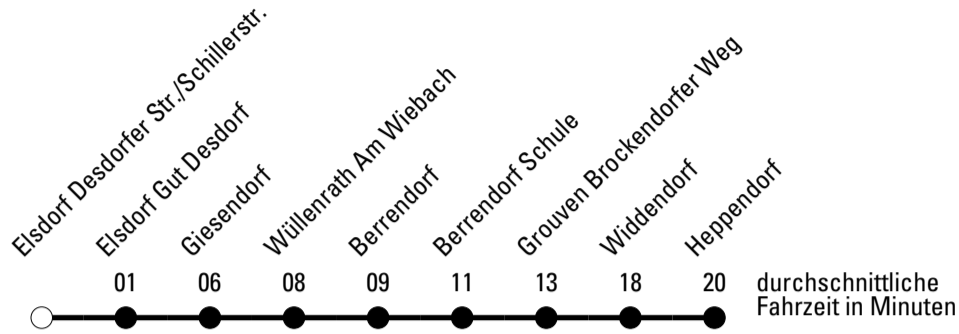 Elsdorf Desdorfer Str./Schillerstr.
Elsdorf Gut Desdorf
Giesendorf
Wüllenrath Am Wiebach
Berrendorf
Berrendorf Schule
Grouven Brockendorfer Weg
Widdendorf
Heppendorf
01 06 08 09 11 13 18 20 durchschnittliche
Fahrzeit in Minuten